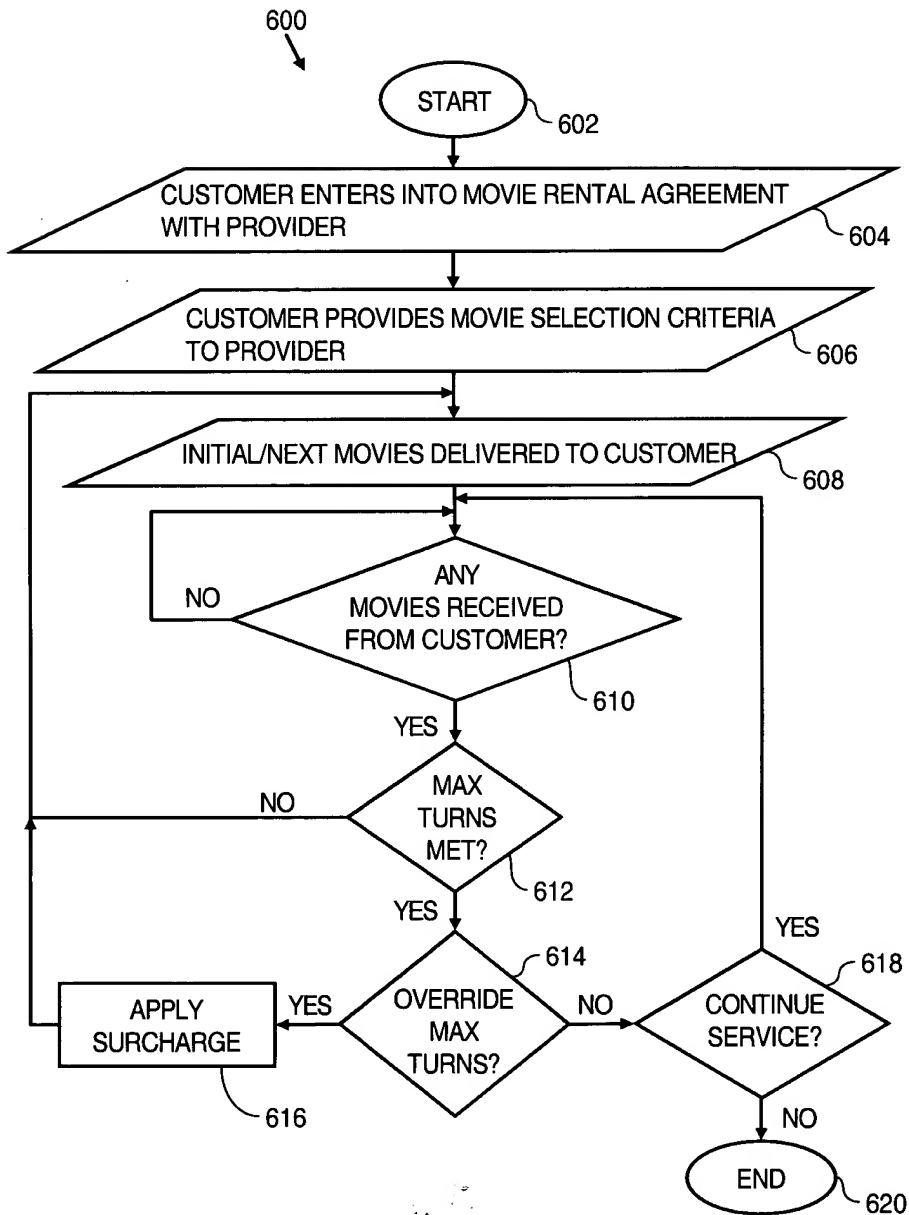 600
START
602
CUSTOMER ENTERS INTO MOVIE RENTAL AGREEMENT
WITH PROVIDER
604
CUSTOMER PROVIDES MOVIE SELECTION CRITERIA
TO PROVIDER
606
INITIAL/NEXT MOVIES DELIVERED TO CUSTOMER
608
ANY
MOVIES RECEIVED
FROM CUSTOMER?
NO
610
YES
MAX
TURNS
MET?
NO
612
YES
OVERRIDE
MAX
TURNS?
614
YES
NO
APPLY
SURCHARGE
616
CONTINUE
SERVICE?
618
YES
NO
END
620